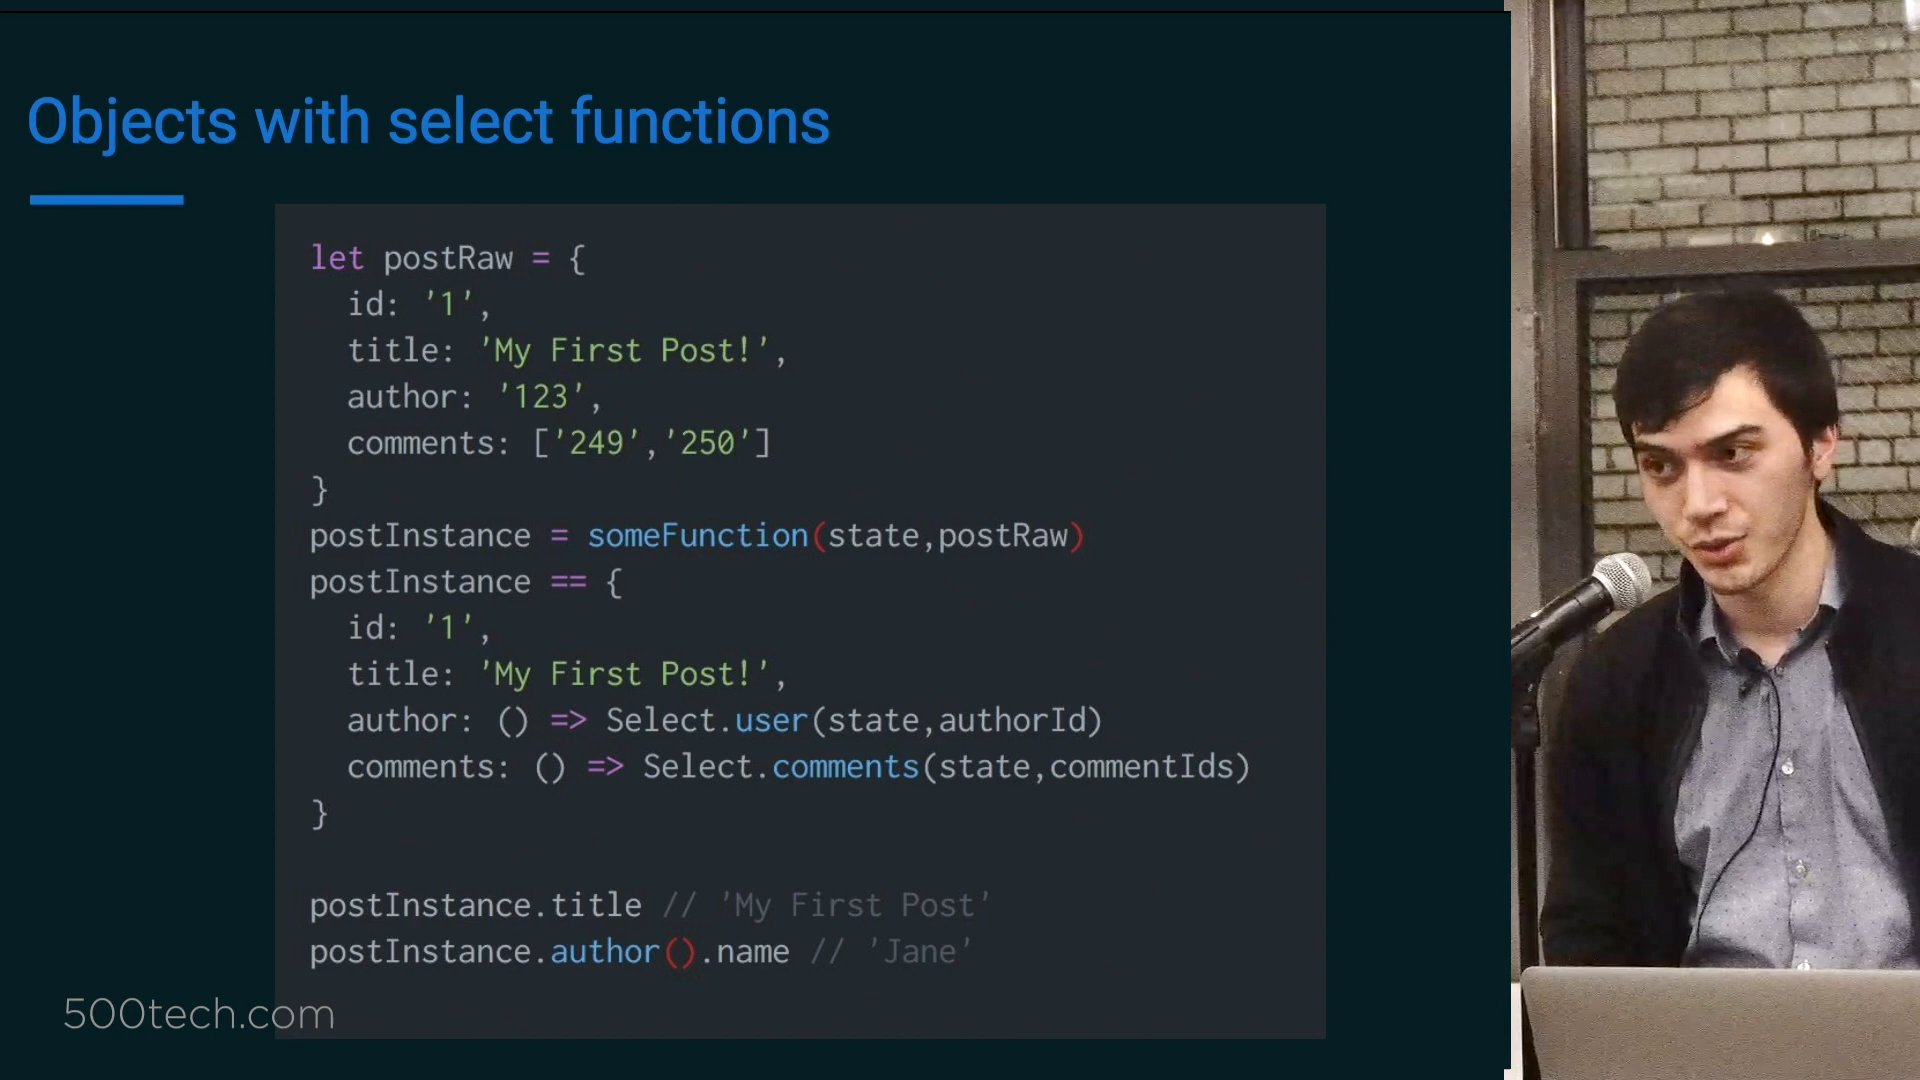 Objects with select functions
let postRaw = {
id: '1',
title: 'My First Post!',
author: '123',
comments: ['249','250']
}
postInstance = someFunction(state,postRaw)
postInstance == {
id: '1',
title: 'My First Post!',
author: () => Select.user(state,authorId)
comments: () => Select.comments(state,commentIds)
}
postInstance.title // 'My First Post'
postInstance.author().name // 'Jane'
500tech.com